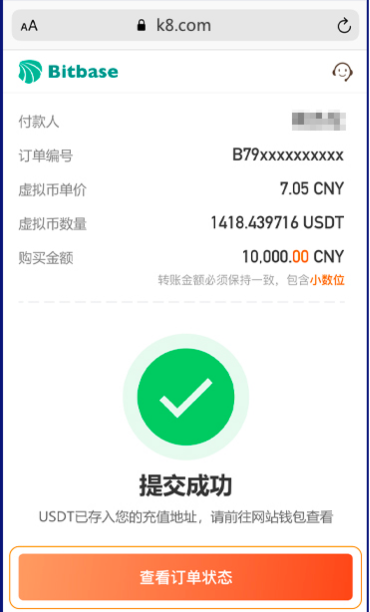 AA k8.com
Bitbase
付款人
订单编号 B79xxxxxxxxxx
虚拟币单价 7.05 CNY
虚拟币数量 1418.439716 USDT
购买金额 10,000.00 CNY
转账金额必须保持一致，包含小数位
提交成功
USDT已存入您的充值地址，请前往网站钱包查看
查看订单状态